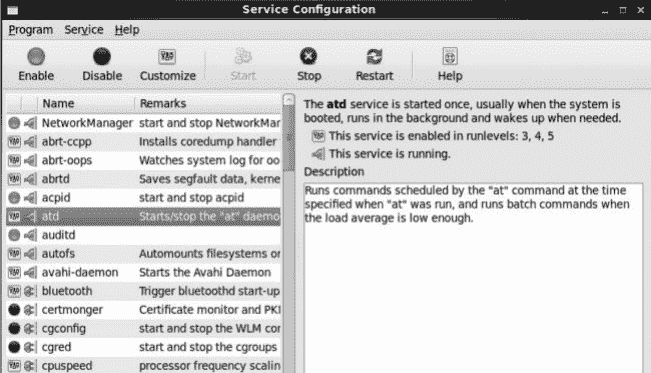 Service Configuration
Program Service Help
Enable Disable Customize Start Stop Restart Help
Name Remarks
NetworkManager start and stop NetworkMar
abrt-ccpp Installs coredump handler
abrt-oops Watches system log for oo
abrtd Saves segfault data, kerne
acpid start and stop acpid
atd Starts/stop the "at" daemo
auditd
autofs Automounts filesystems or
avahi-daemon Starts the Avahi Daemon
bluetooth Trigger bluetoothd start-up
certmonger Certificate monitor and PKI
cgconfig start and stop the WLM cor
cgred start and stop the cgroups
cpuspeed processor frequency scalin
The atd service is started once, usually when the system is
booted, runs in the background and wakes up when needed.
This service is enabled in runlevels: 3, 4, 5
This service is running.
Description
Runs commands scheduled by the "at" command at the time
specified when "at" was run, and runs batch commands when
the load average is low enough.